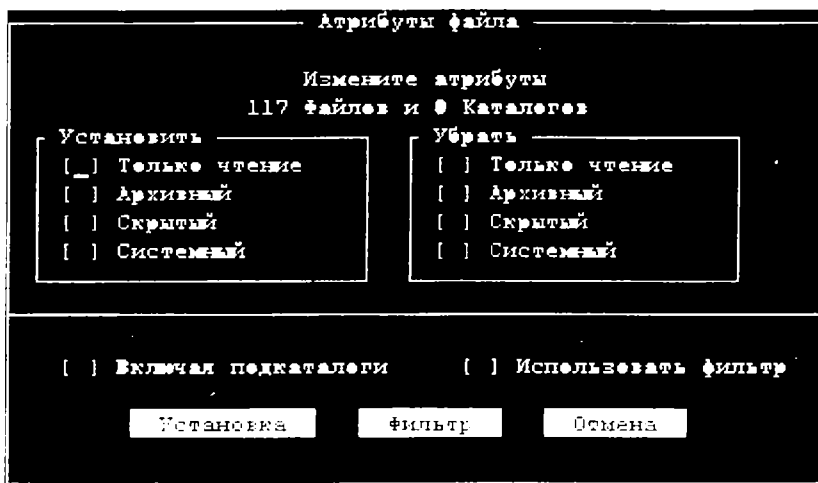 Атрибуты файла
Измените атрибуты
117 Файлов и 0 Каталогов
Установить
[_] Только чтение
[ ] Архивный
[ ] Скрытый
[ ] Системный
Убрать
[ ] Только чтение
[ ] Архивный
[ ] Скрытый
[ ] Системный
[ ] Включая подкаталоги [ ] Использовать фильтр
Установка Фильтр Отмена